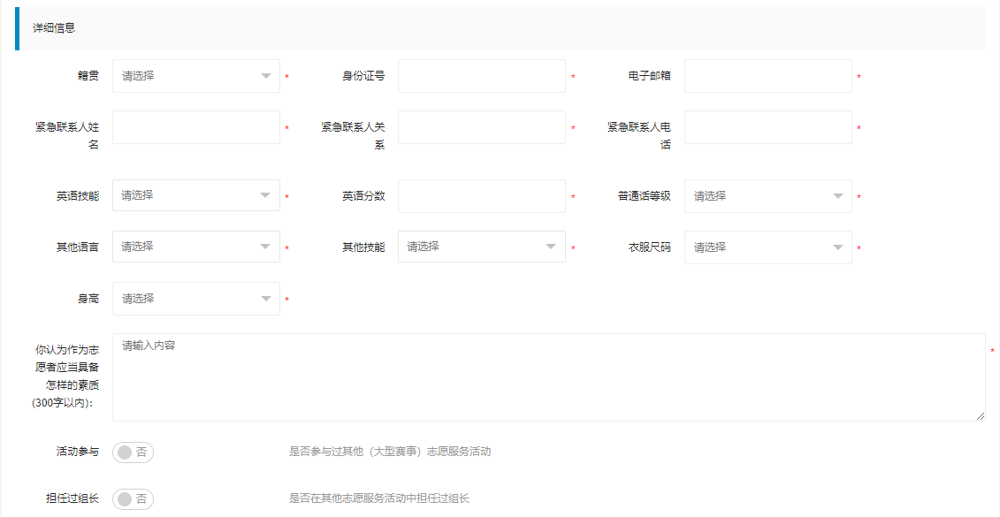 详细信息
籍贯 请选择 * 身份证号 * 电子邮箱 *
紧急联系人姓 * 紧急联系人关 * 紧急联系人电 *
名 系 话
英语技能 请选择 * 英语分数 * 普通话等级 请选择 *
其他语言 请选择 * 其他技能 请选择 * 衣服尺码 请选择 *
身高 请选择 *
请输入内容
你认为作为志 *
愿者应当具备
怎样的素质
(300字以内):
活动参与 否 是否参与过其他（大型赛事）志愿服务活动
担任过组长 否 是否在其他志愿服务活动中担任过组长